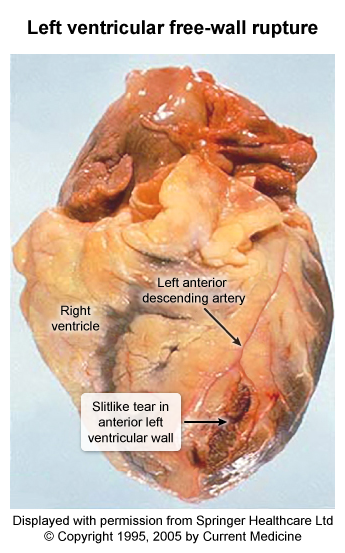 Left ventricular free-wall rupture
Left anterior
descending artery
Right
ventricle
Slitlike tear in
anterior left
ventricular wall
Displayed with permission from Springer Healthcare Ltd
© Copyright 1995, 2005 by Current Medicine